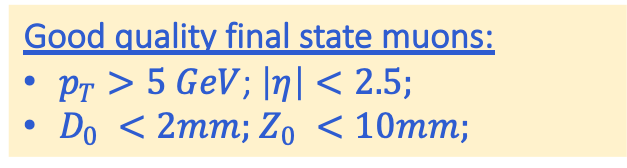 Good quality final state muons:
• p_T > 5 GeV; |η| < 2.5;
• D_0 < 2mm; Z_0 < 10mm;